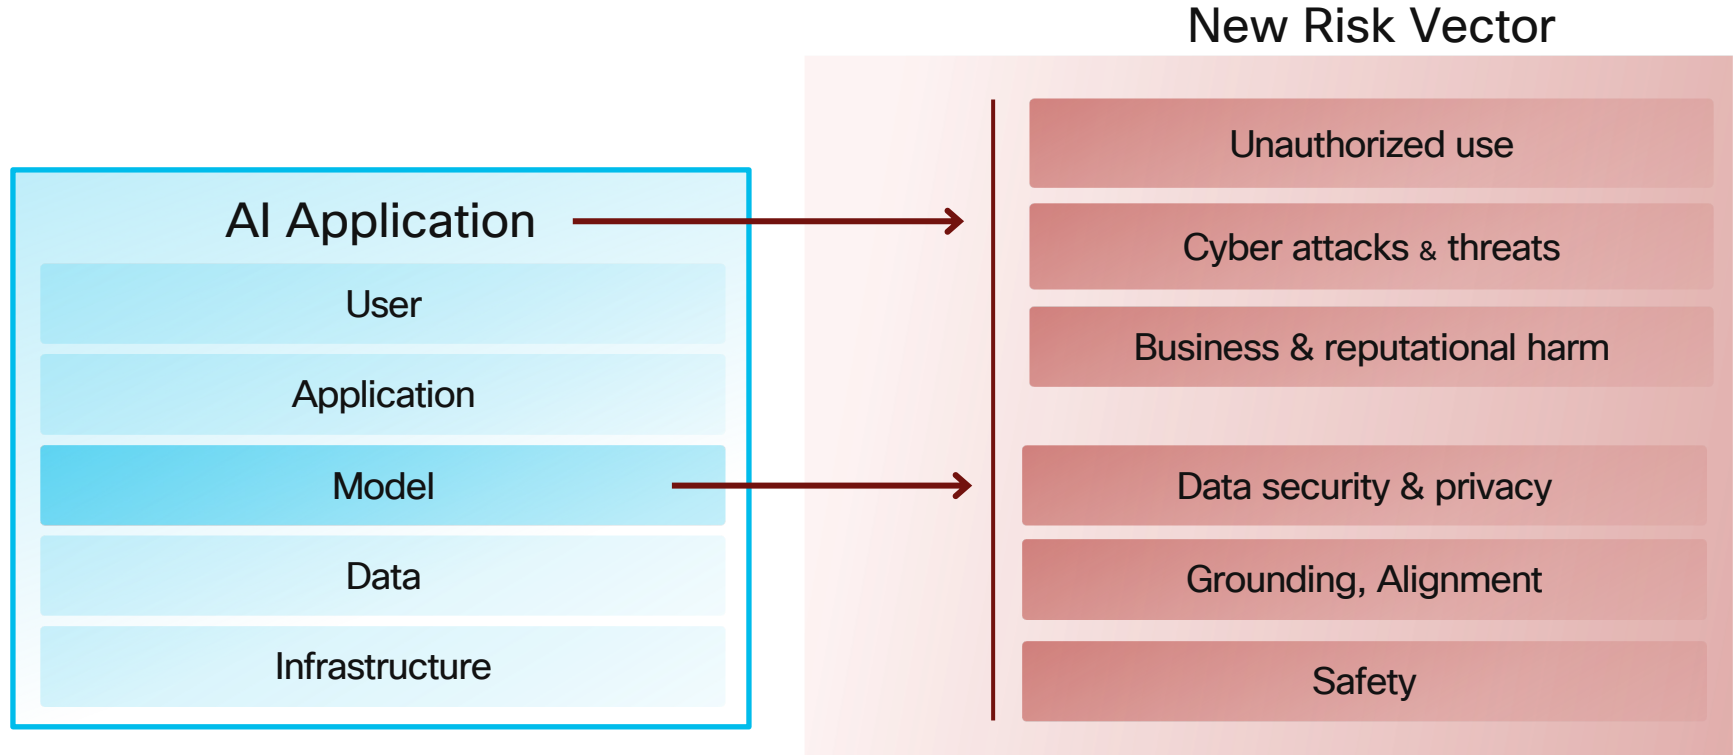 New Risk Vector
AI Application
User
Application
Model
Data
Infrastructure
Unauthorized use
Cyber attacks & threats
Business & reputational harm
Data security & privacy
Grounding, Alignment
Safety